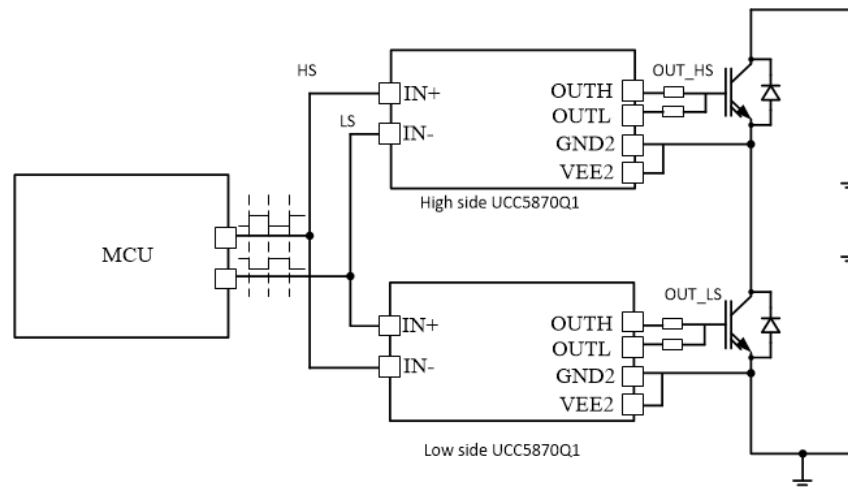 HS
OUT_HS
IN+
OUTH
OUTL
LS
IN-
GND2
VEE2
High side UCC5870Q1
MCU
OUT_LS
IN+
OUTH
OUTL
IN-
GND2
VEE2
Low side UCC5870Q1